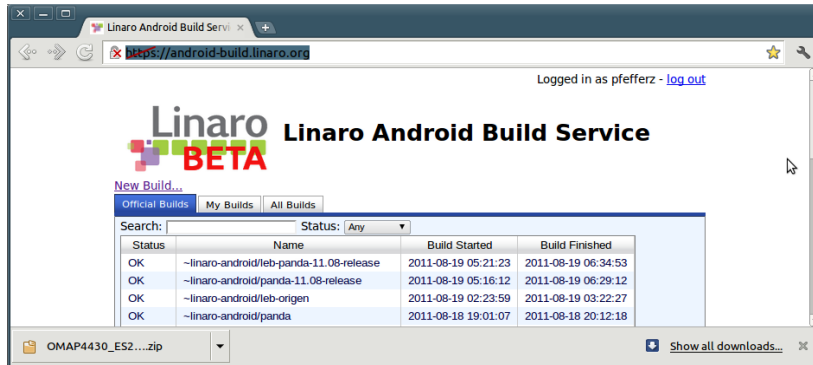 Linaro Android Build Servi
https://android-build.linaro.org
Logged in as pfefferz - log out
Linaro
BETA
Linaro Android Build Service
New Build...
Official Builds My Builds All Builds
Search: Status: Any
Status Name Build Started Build Finished
OK ~linaro-android/leb-panda-11.08-release 2011-08-19 05:21:23 2011-08-19 06:34:53
OK ~linaro-android/panda-11.08-release 2011-08-19 05:16:12 2011-08-19 06:29:12
OK ~linaro-android/leb-origen 2011-08-19 02:23:59 2011-08-19 03:22:27
OK ~linaro-android/panda 2011-08-18 19:01:07 2011-08-18 20:12:18
OMAP4430_ES2....zip Show all downloads...